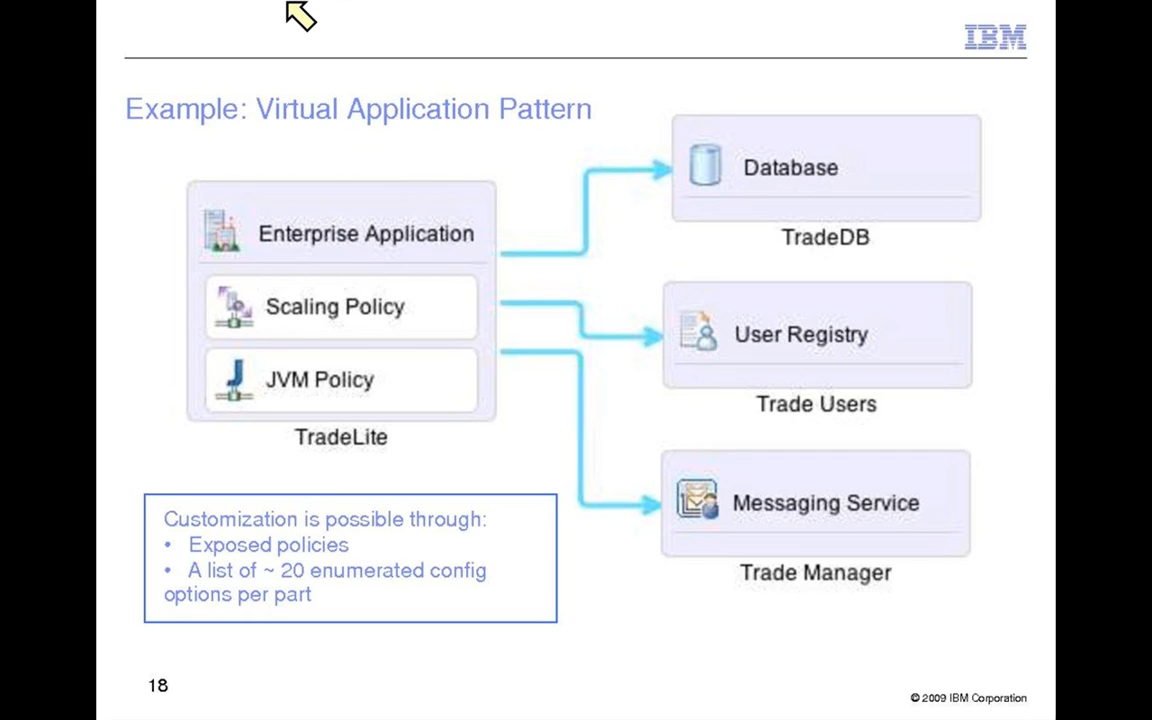 IBM
Example: Virtual Application Pattern
Enterprise Application
Scaling Policy
JVM Policy
TradeLite
Database
TradeDB
User Registry
Trade Users
Messaging Service
Trade Manager
Customization is possible through:
• Exposed policies
• A list of ~ 20 enumerated config
options per part
18
© 2009 IBM Corporation